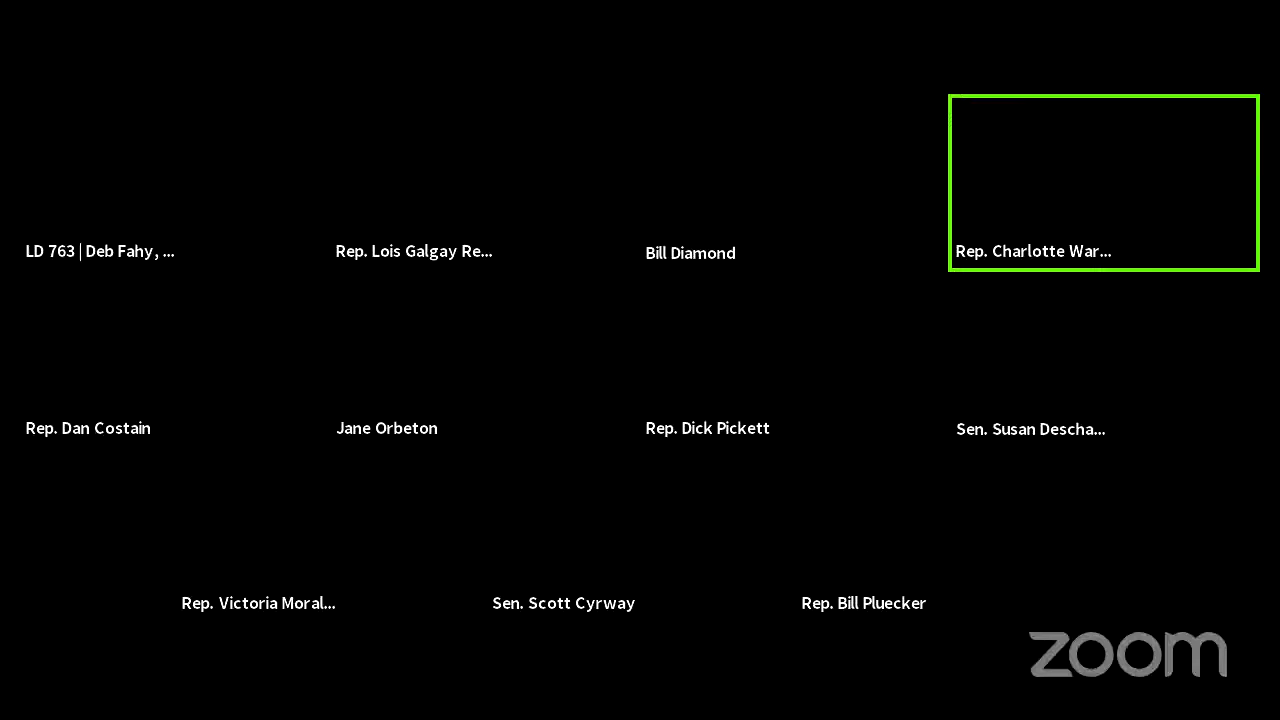 LD 763 | Deb Fahy, ...
Rep. Lois Galgay Re...
Bill Diamond
Rep. Charlotte War...
Rep. Dan Costain
Jane Orbeton
Rep. Dick Pickett
Sen. Susan Descha...
Rep. Victoria Moral...
Sen. Scott Cyrway
Rep. Bill Pluecker
zoom